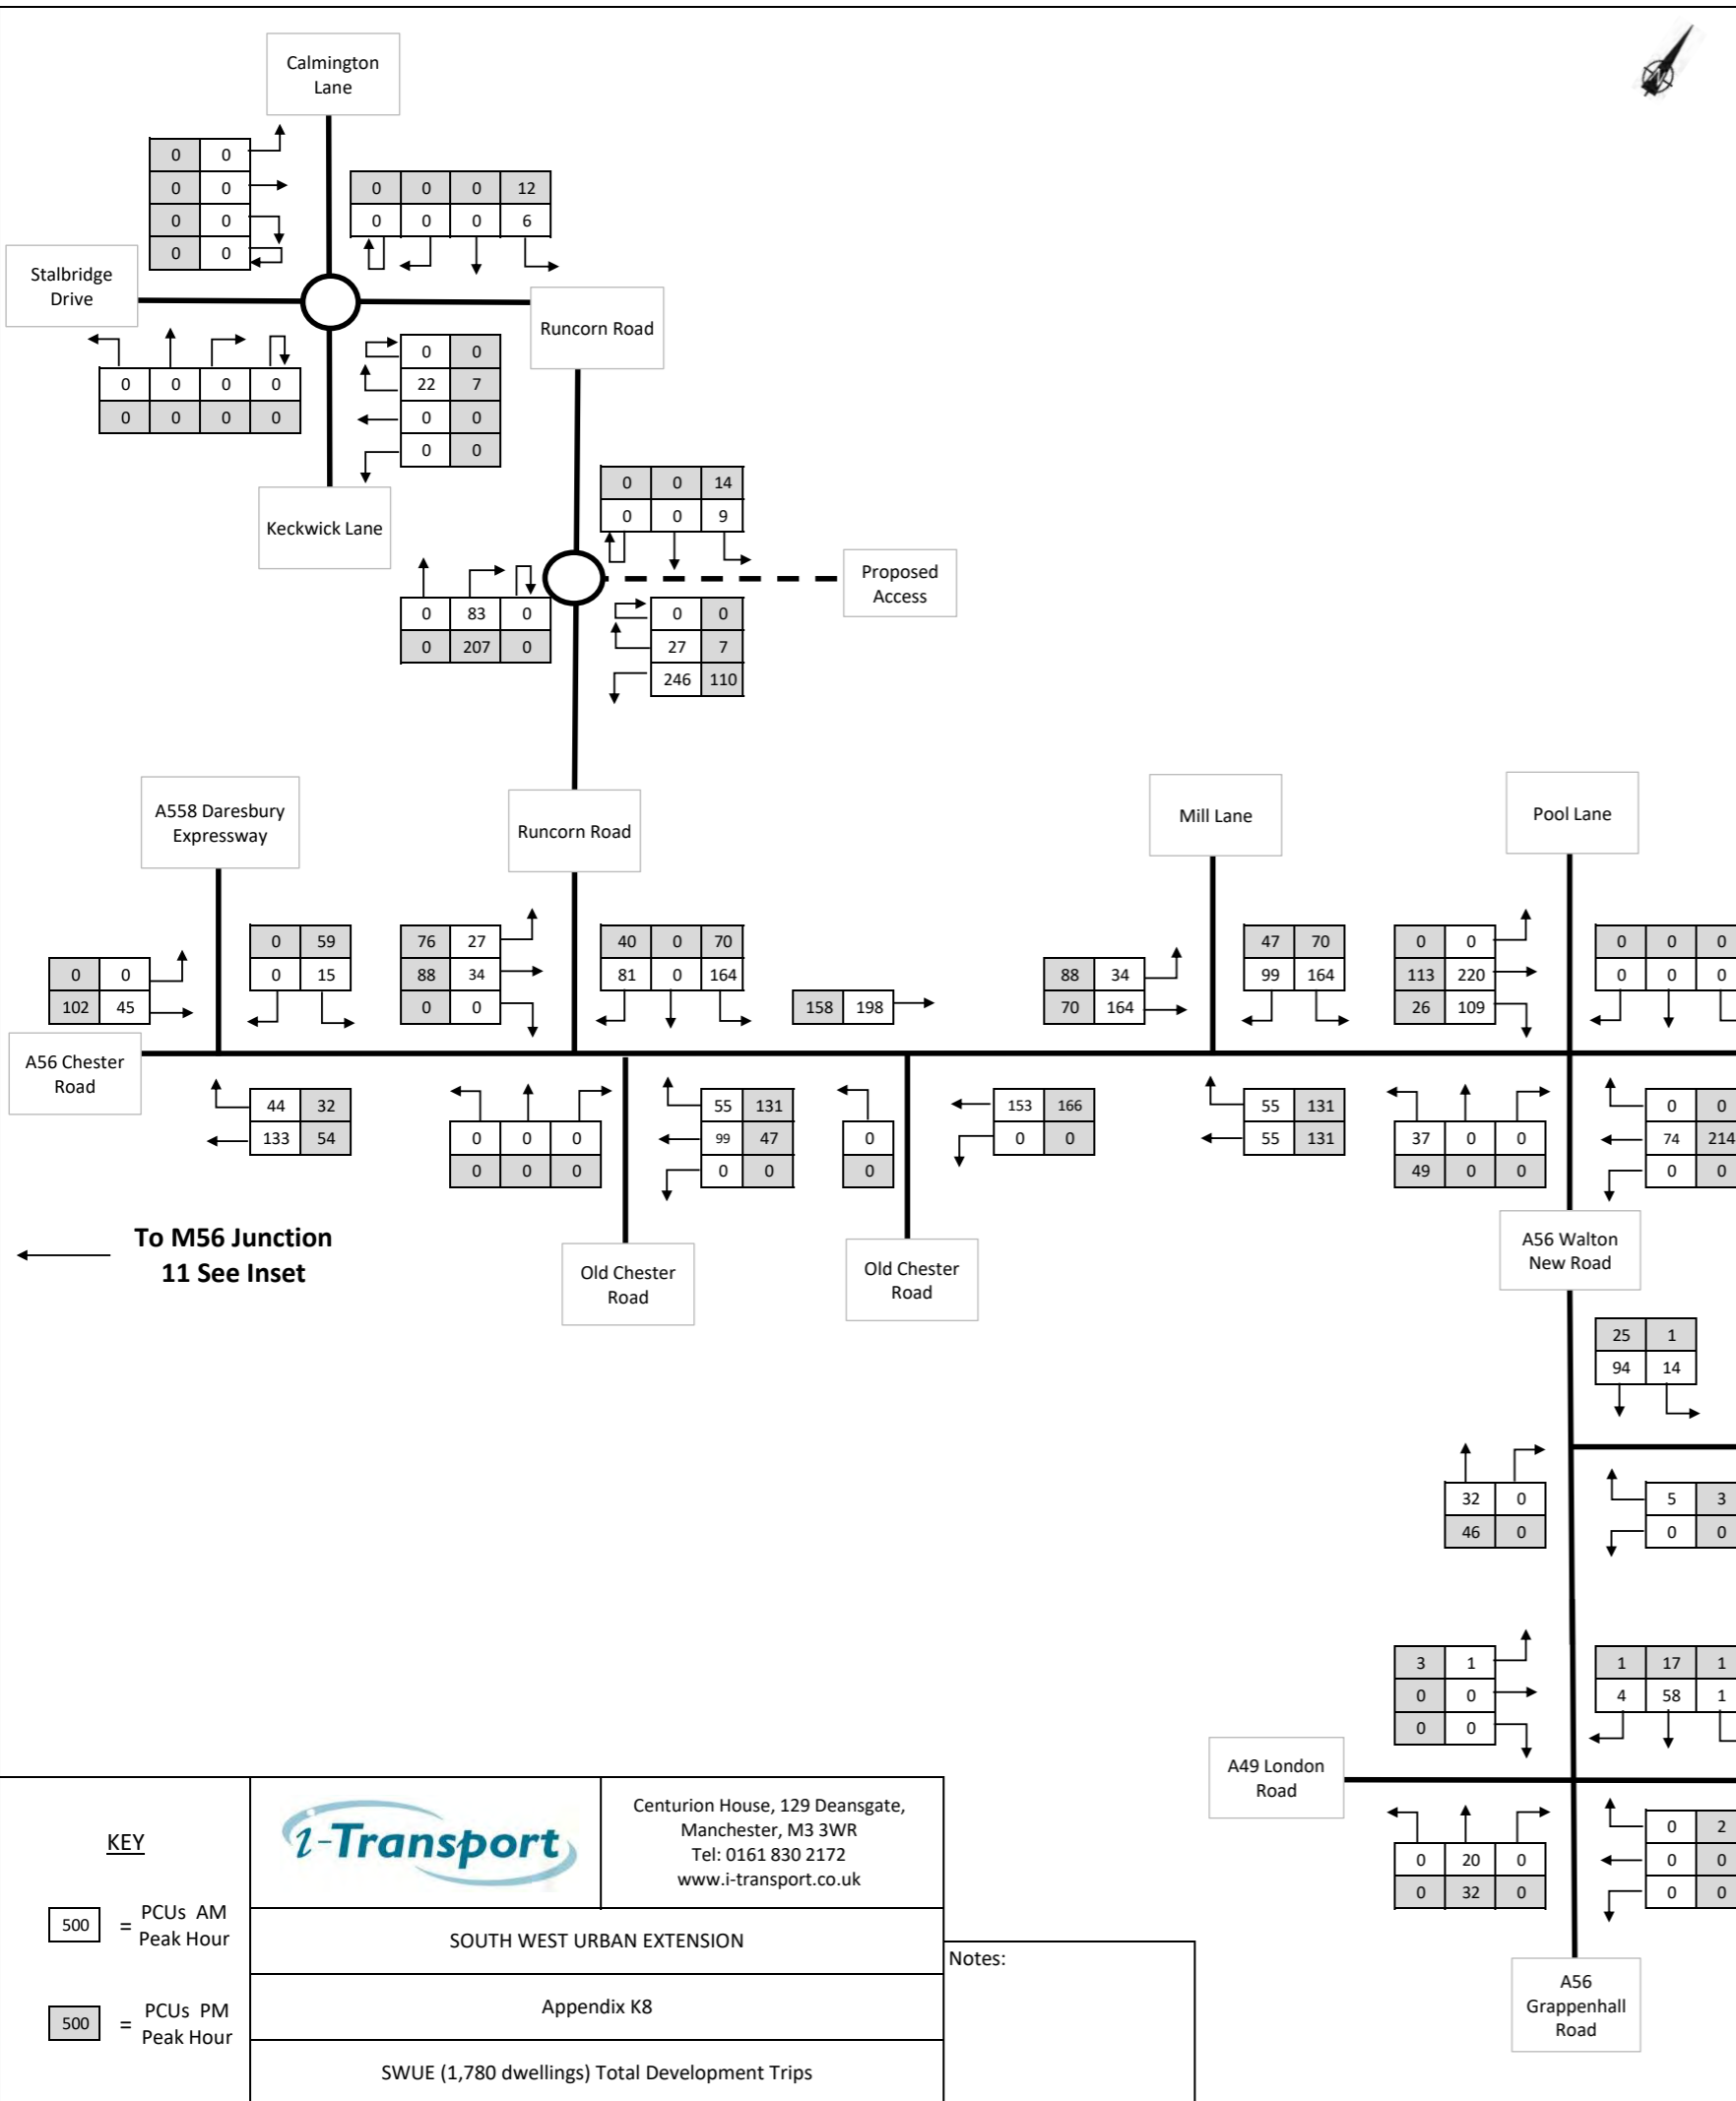 Calmington
Lane
0 0
0 0
0 0
0 0
0 0 0 12
0 0 0 6
Stalbridge
Drive
Runcorn Road
0 0 0 0
0 0 0 0
0 0
22 7
0 0
0 0
Keckwick Lane
0 0 14
0 0 9
Proposed
Access
0 83 0
0 207 0
0 0
27 7
246 110
A558 Daresbury
Expressway
Runcorn Road
Mill Lane
Pool Lane
0 0
102 45
0 59
0 15
76 27
88 34
0 0
40 0 70
81 0 164
158 198
88 34
70 164
47 70
99 164
0 0
113 220
26 109
0 0 0
0 0 0
A56 Chester
Road
44 32
133 54
0 0 0
0 0 0
55 131
99 47
0 0
0
0
153 166
0 0
55 131
55 131
37 0 0
49 0 0
0 0
74 214
0 0
To M56 Junction
11 See Inset
Old Chester
Road
Old Chester
Road
A56 Walton
New Road
25 1
94 14
32 0
46 0
5 3
0 0
3 1
0 0
0 0
1 17 1
4 58 1
A49 London
Road
0 20 0
0 32 0
0 2
0 0
0 0
A56
Grappenhall
Road
KEY
500 = PCUs AM
Peak Hour
500 = PCUs PM
Peak Hour
i-Transport
Centurion House, 129 Deansgate,
Manchester, M3 3WR
Tel: 0161 830 2172
www.i-transport.co.uk
SOUTH WEST URBAN EXTENSION
Appendix K8
SWUE (1,780 dwellings) Total Development Trips
Notes: